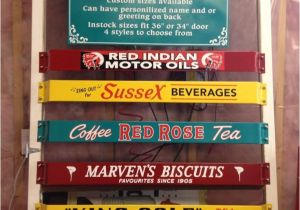 Custom sizes available
Can have personalized name or
greeting on back
Instock sizes fit 36" or 34" door
4 styles to choose from
RED INDIAN
MOTOR OILS
"SING OUT"
for
SUSSEX BEVERAGES
Coffee RED ROSE Tea
MARVEN'S BISCUITS
FAVOURITES SINCE 1906